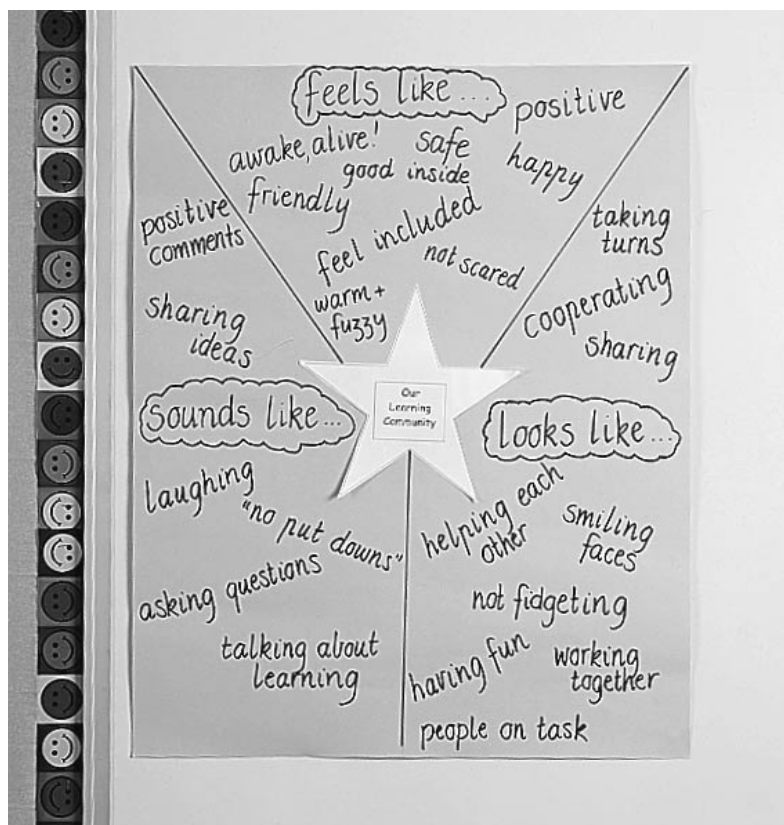 feels like...
positive
awake, alive!
safe
good inside
happy
friendly
feel included
not scared
warm +
fuzzy
positive
comments
sharing
ideas
sounds like...
laughing
"no put downs"
asking questions
talking about
learning
Our
Learning
Community
taking
turns
cooperating
sharing
looks like...
helping each
other
smiling
faces
not fidgeting
having fun
working
together
people on task